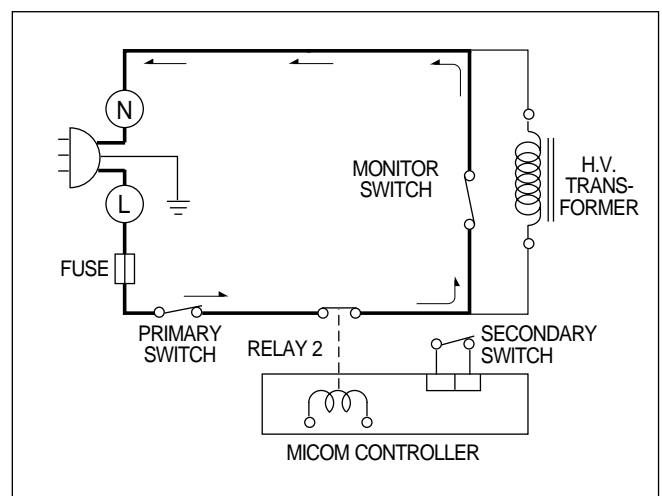 N
MONITOR
SWITCH
H.V.
TRANS-
FORMER
L
FUSE
PRIMARY
SWITCH
RELAY 2
SECONDARY
SWITCH
MICOM CONTROLLER